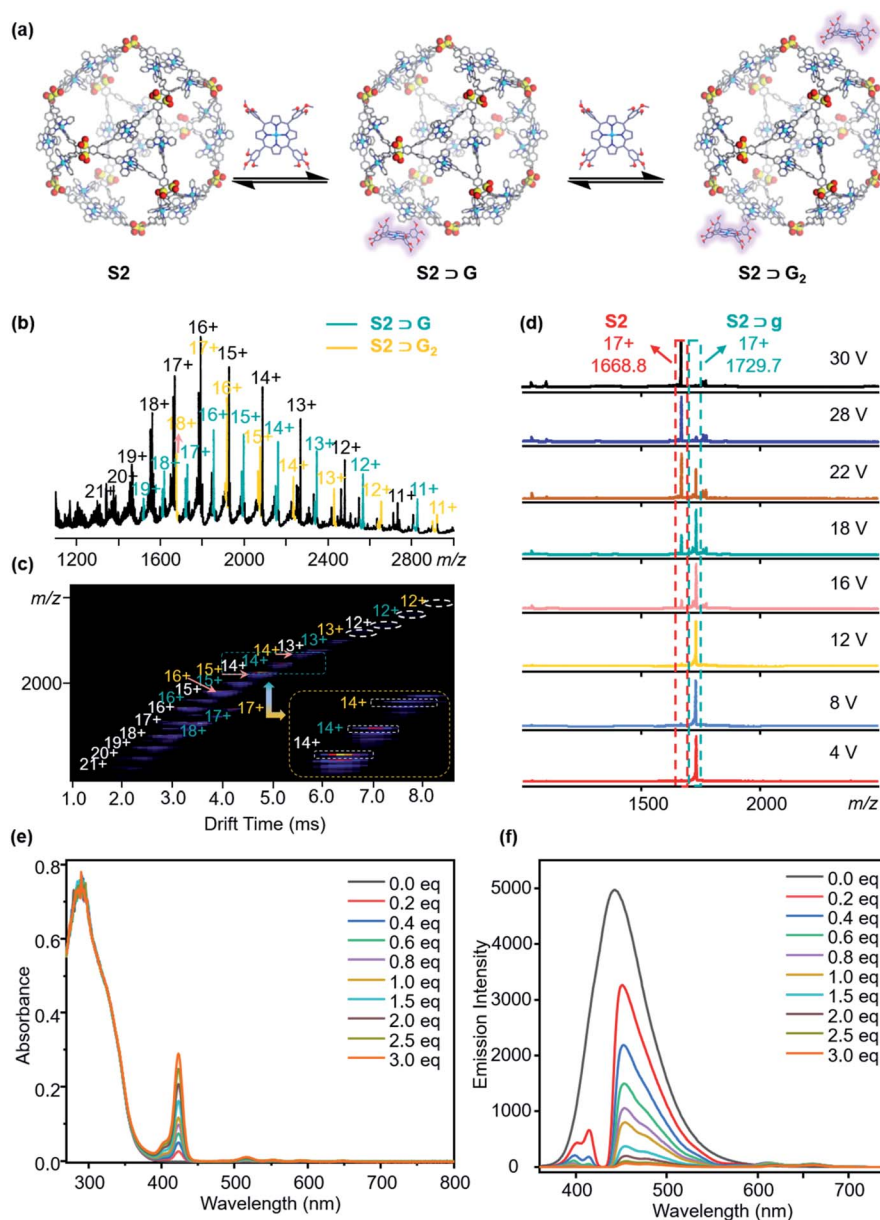 (a)
S2
S2 ⊃ G
S2 ⊃ G₂
(b)
S2 ⊃ G
S2 ⊃ G₂
16+
17+
17+
15+
14+
18+
18+
16+
13+
16+
15+
14+
19+
15+
13+
12+
20+
18+
17+
14+
12+
21+
19+
13+
12+
11+
11+
11+
1200
1600
2000
2400
2800 m/z
(c)
m/z
2000
12+
12+
12+
13+
13+
14+
13+
14+
14+
15+
15+
16+
15+
16+
16+
17+
17+
17+
18+
18+
19+
20+
21+
14+
14+
14+
1.0
2.0
3.0
4.0
5.0
6.0
7.0
8.0
Drift Time (ms)
(d)
S2
17+
1668.8
S2 ⊃ g
17+
1729.7
30 V
28 V
22 V
18 V
16 V
12 V
8 V
4 V
1500
2000
m/z
(e)
0.8
0.6
0.4
0.2
0.0
Absorbance
300
400
500
600
700
800
Wavelength (nm)
0.0 eq
0.2 eq
0.4 eq
0.6 eq
0.8 eq
1.0 eq
1.5 eq
2.0 eq
2.5 eq
3.0 eq
(f)
5000
4000
3000
2000
1000
0
Emission Intensity
400
500
600
700
Wavelength (nm)
0.0 eq
0.2 eq
0.4 eq
0.6 eq
0.8 eq
1.0 eq
1.5 eq
2.0 eq
2.5 eq
3.0 eq